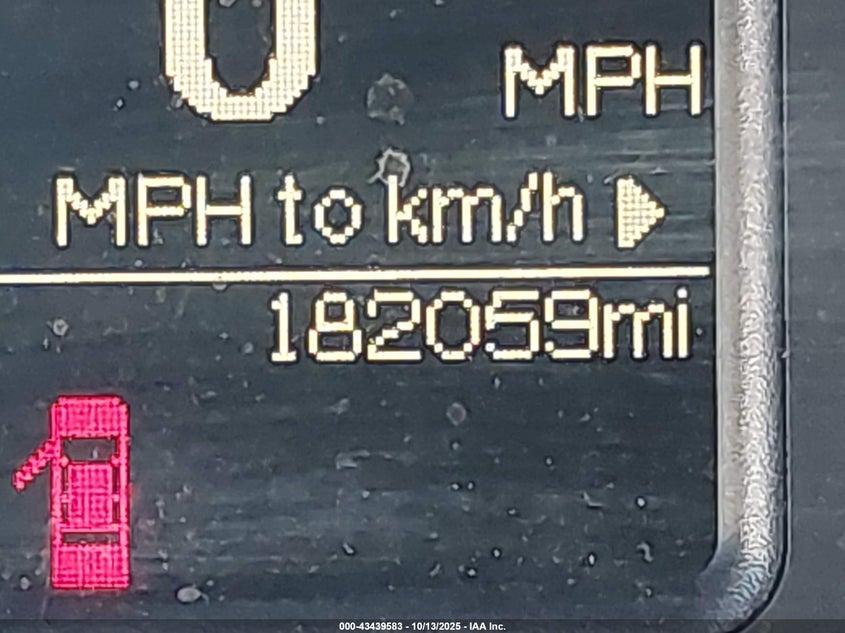 0 MPH
MPH to km/h ▶
182059mi
000-43439583 - 10/13/2025 - IAA Inc.